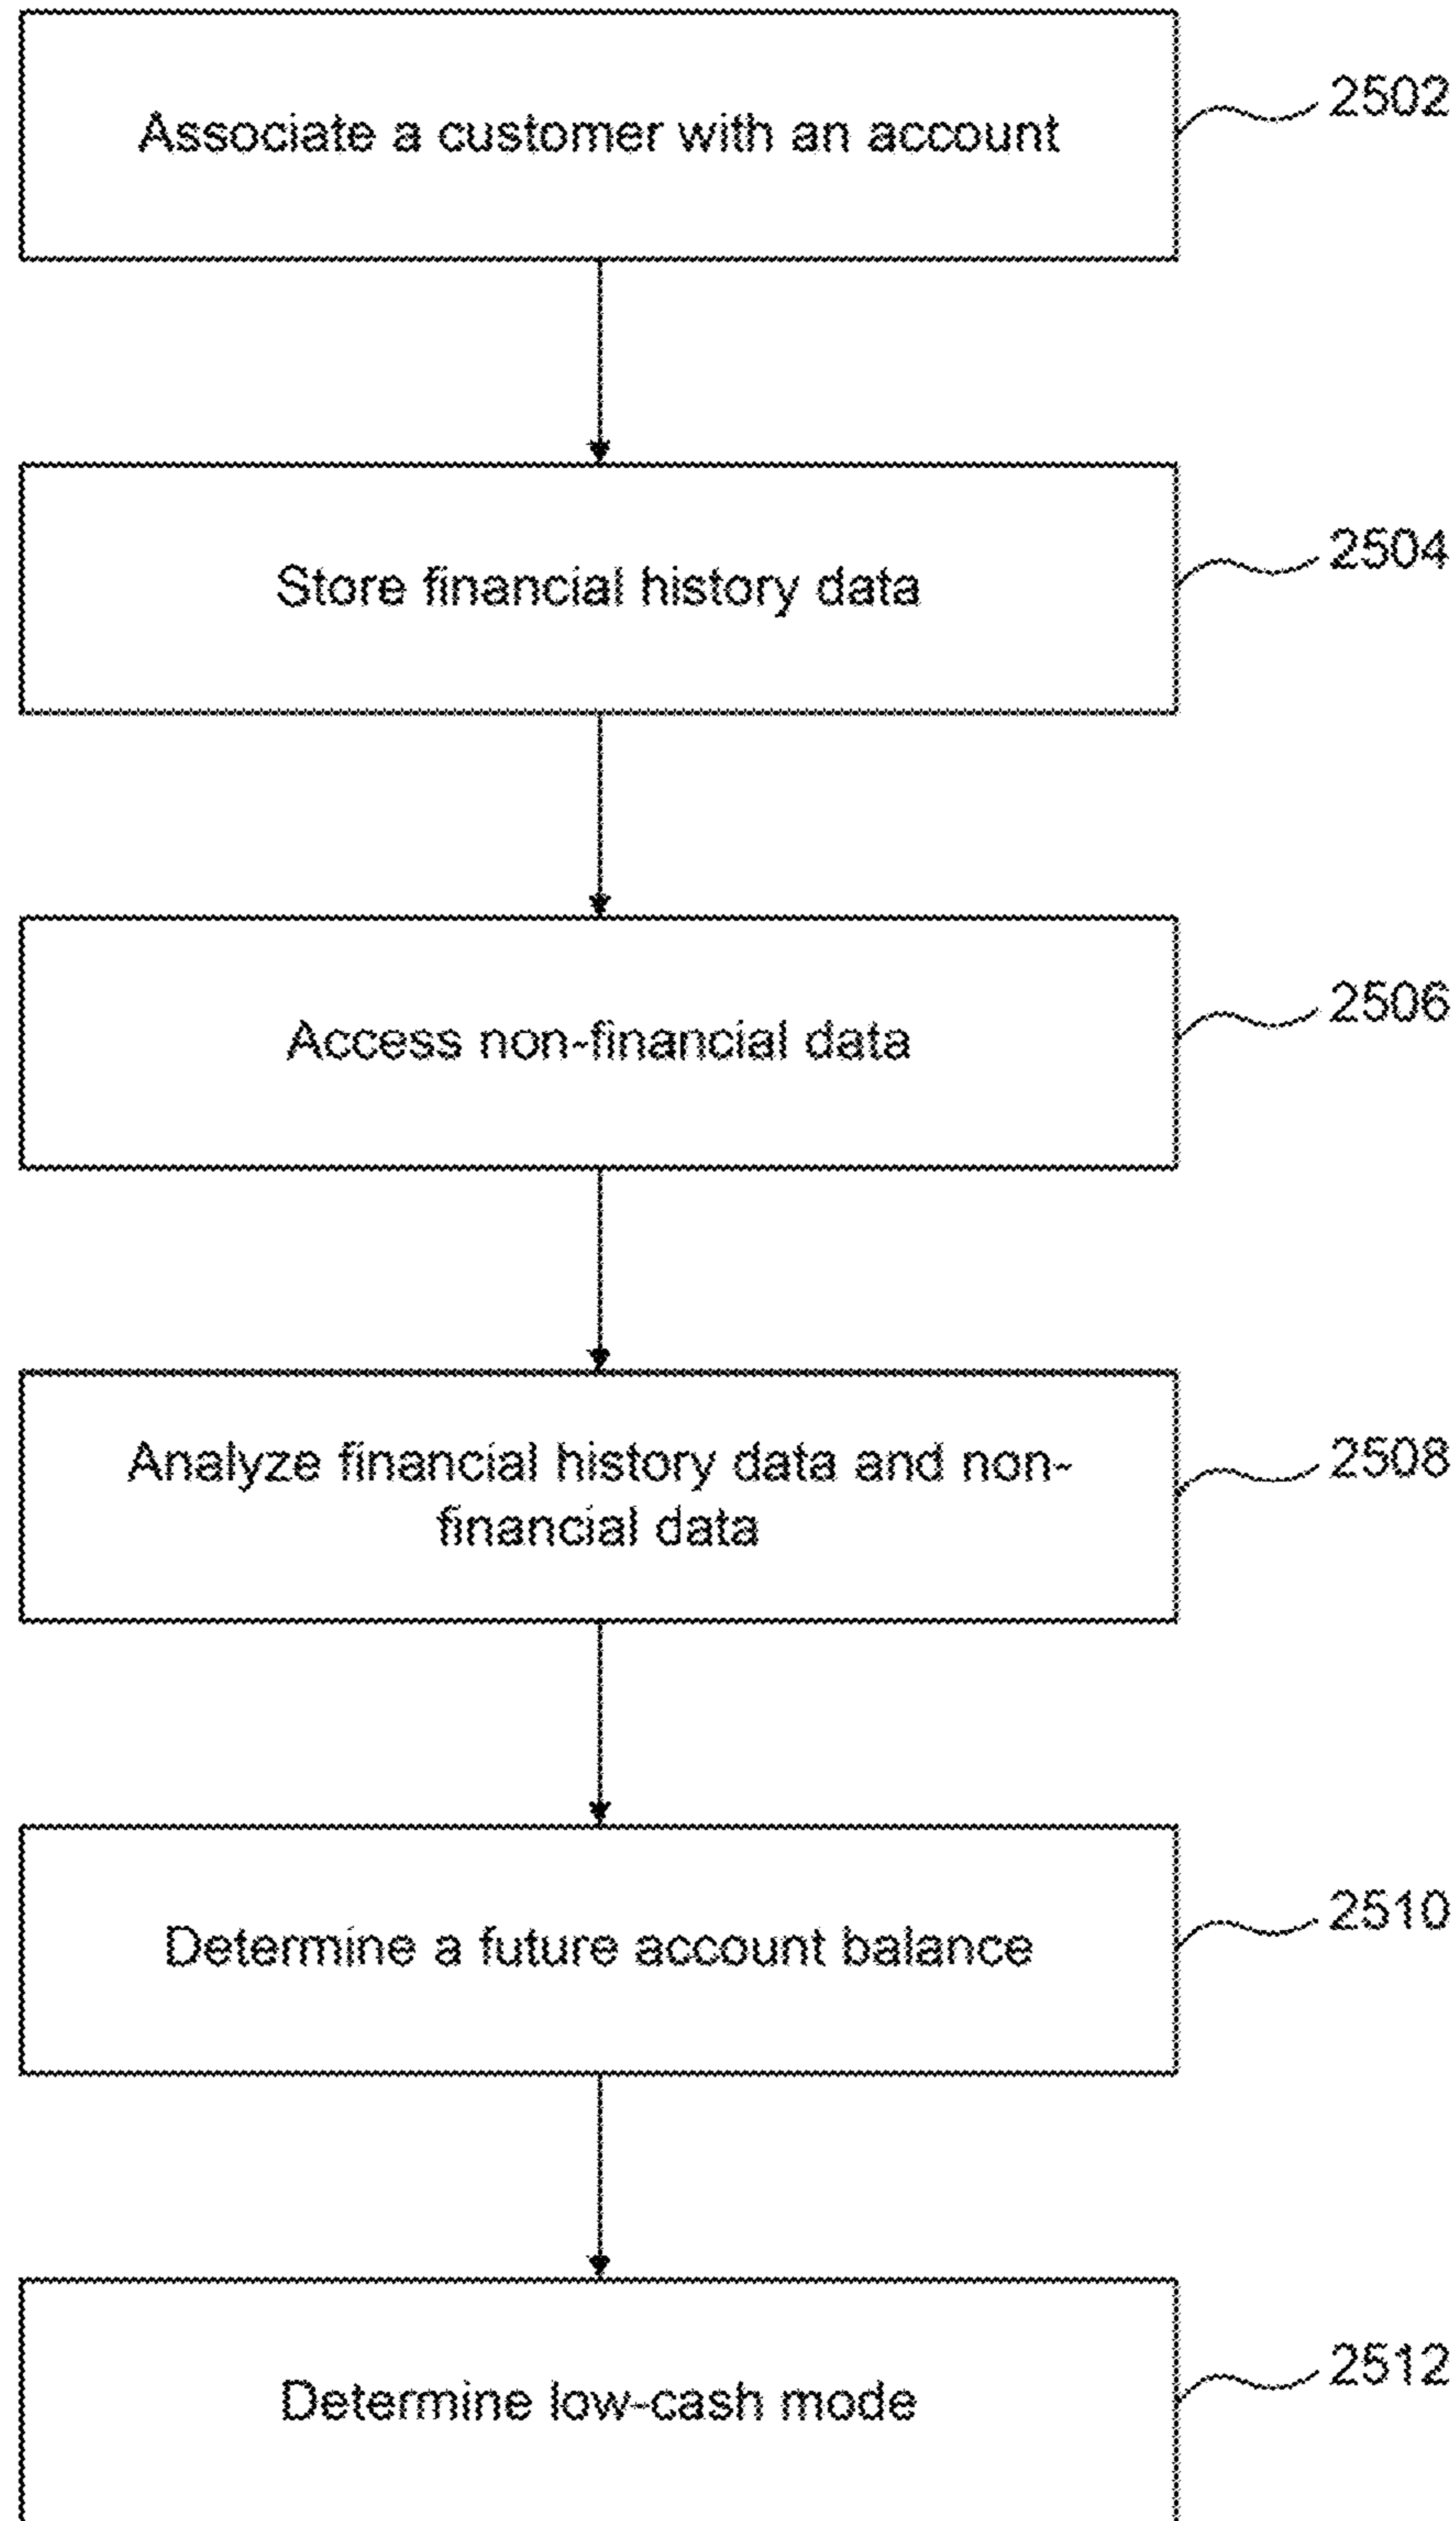 Associate a customer with an account
2502
Store financial history data
2504
Access non-financial data
2506
Analyze financial history data and non-
financial data
2508
Determine a future account balance
2510
Determine low-cash mode
2512